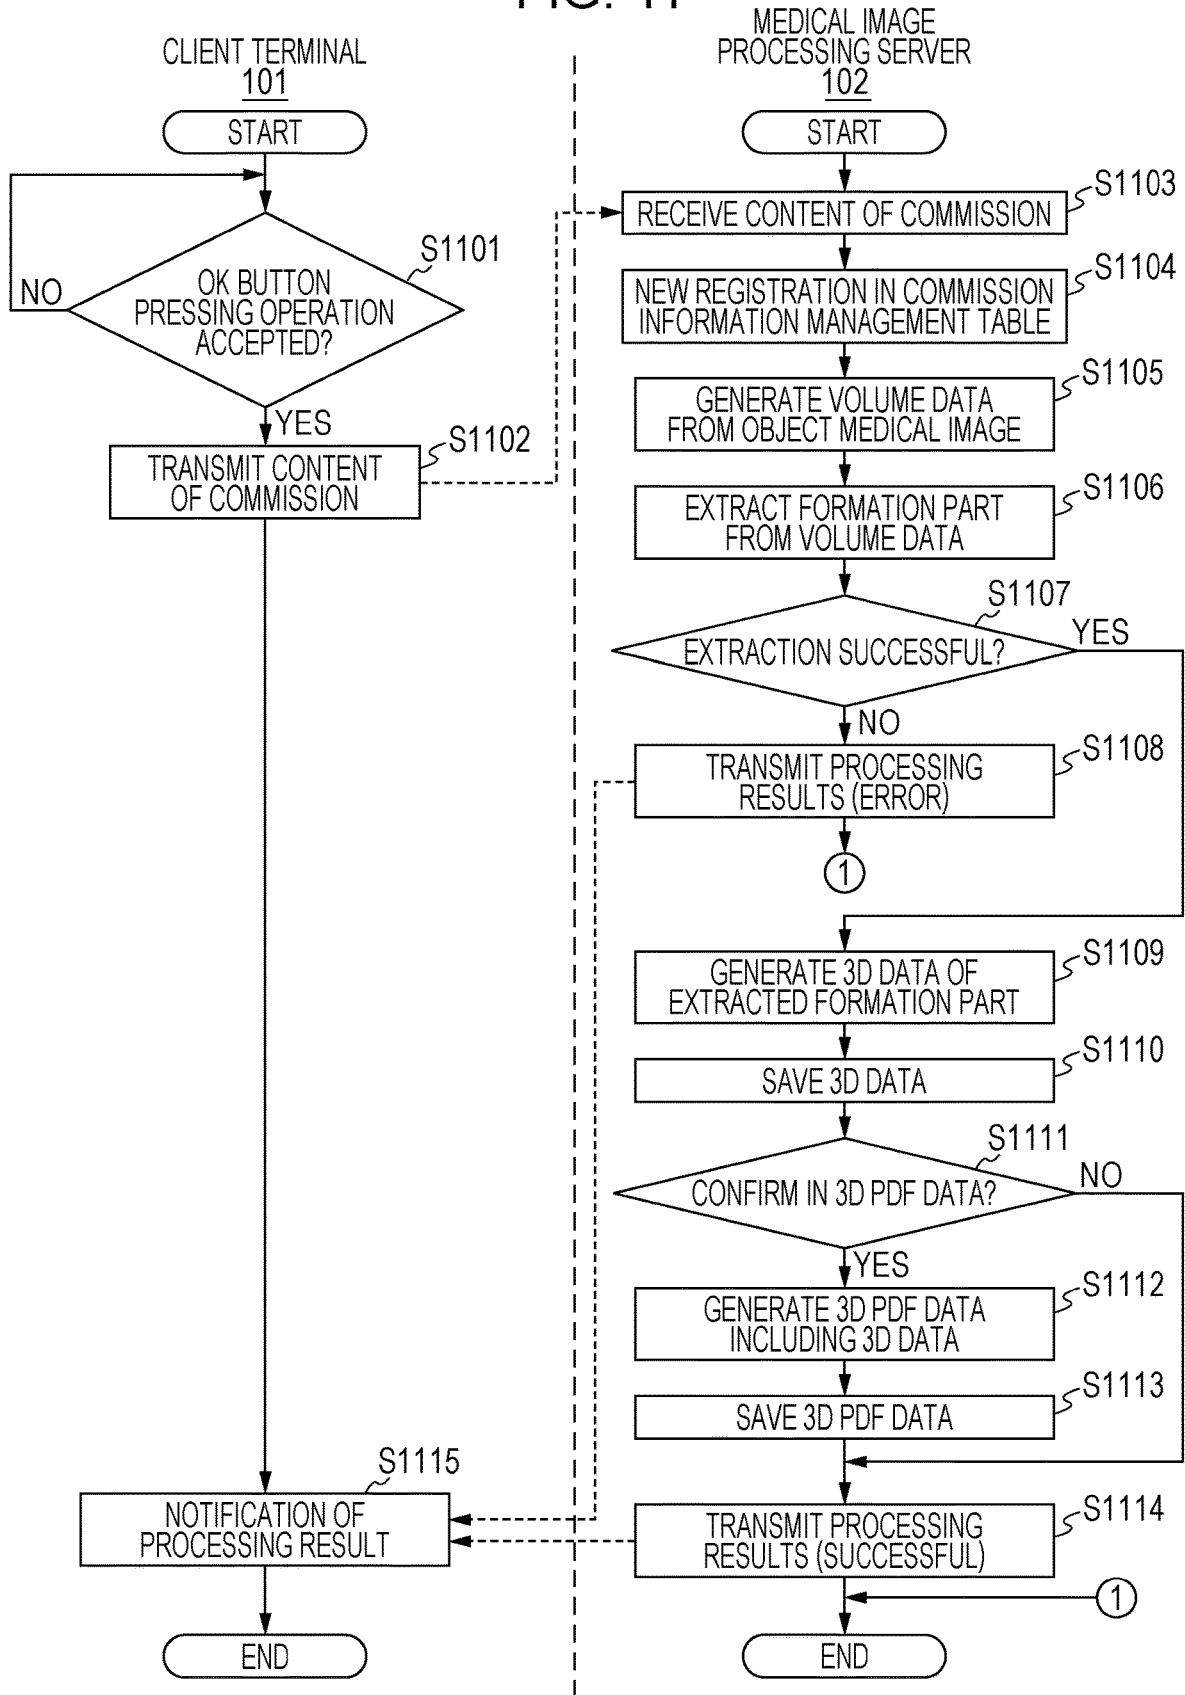 FIG. 11
CLIENT TERMINAL
101
START
S1101
OK BUTTON
PRESSING OPERATION
ACCEPTED?
NO
YES
S1102
TRANSMIT CONTENT
OF COMMISSION
S1115
NOTIFICATION OF
PROCESSING RESULT
END
MEDICAL IMAGE
PROCESSING SERVER
102
START
S1103
RECEIVE CONTENT OF COMMISSION
S1104
NEW REGISTRATION IN COMMISSION
INFORMATION MANAGEMENT TABLE
S1105
GENERATE VOLUME DATA
FROM OBJECT MEDICAL IMAGE
S1106
EXTRACT FORMATION PART
FROM VOLUME DATA
S1107
EXTRACTION SUCCESSFUL?
YES
NO
S1108
TRANSMIT PROCESSING
RESULTS (ERROR)
1
S1109
GENERATE 3D DATA OF
EXTRACTED FORMATION PART
S1110
SAVE 3D DATA
S1111
CONFIRM IN 3D PDF DATA?
NO
YES
S1112
GENERATE 3D PDF DATA
INCLUDING 3D DATA
S1113
SAVE 3D PDF DATA
S1114
TRANSMIT PROCESSING
RESULTS (SUCCESSFUL)
1
END